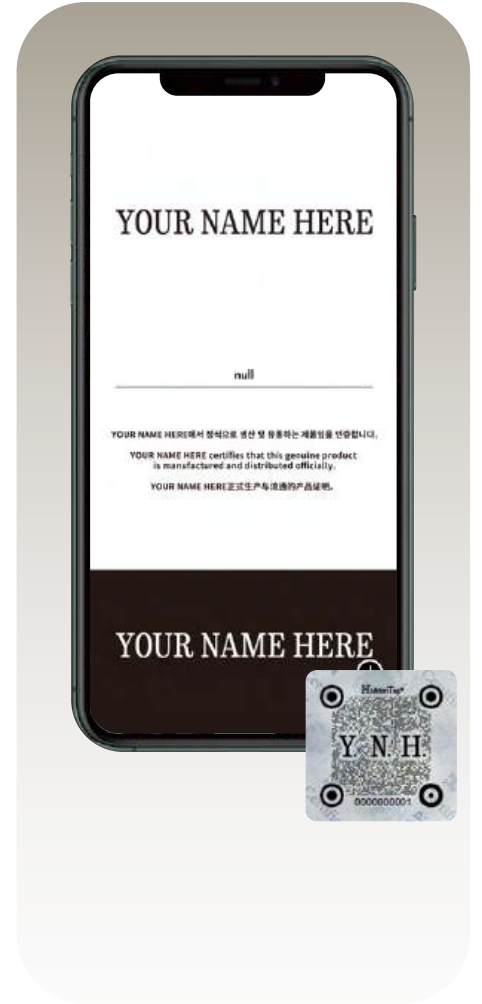 YOUR NAME HERE
null
YOUR NAME HERE에서 정식으로 생산 및 유통하는 제품임을 인증합니다.
YOUR NAME HERE certifies that this genuine product
is manufactured and distributed officially.
YOUR NAME HERE正式生产与流通的产品证明。
YOUR NAME HERE
HiddenTag®
Y. N. H.
0000000001